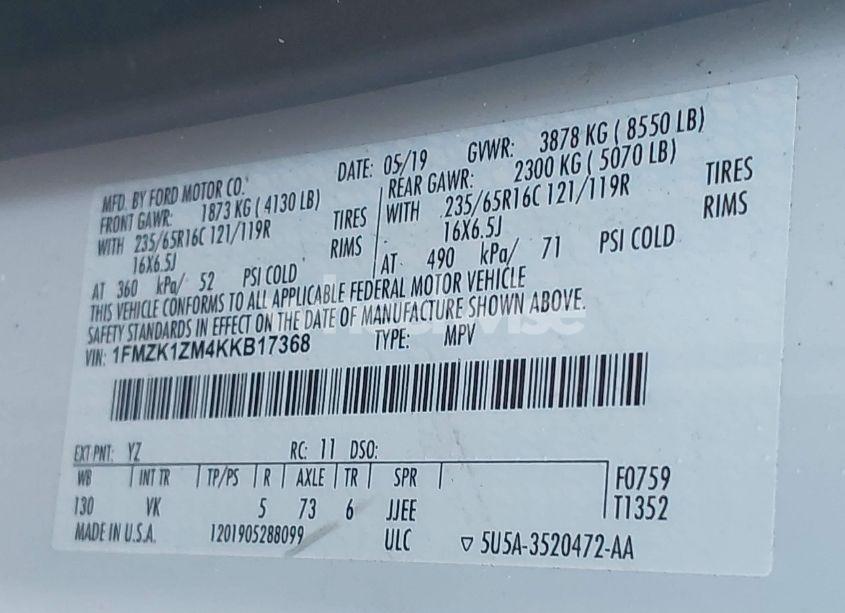 MFD. BY FORD MOTOR CO.
DATE: 05/19 GVWR: 3878 KG ( 8550 LB)
FRONT GAWR: 1873 KG ( 4130 LB)
WITH 235/65R16C 121/119R TIRES
16X6.5J RIMS
AT 360 kPa/ 52 PSI COLD
REAR GAWR: 2300 KG ( 5070 LB)
WITH 235/65R16C 121/119R TIRES
16X6.5J RIMS
AT 490 kPa/ 71 PSI COLD
THIS VEHICLE CONFORMS TO ALL APPLICABLE FEDERAL MOTOR VEHICLE
SAFETY STANDARDS IN EFFECT ON THE DATE OF MANUFACTURE SHOWN ABOVE.
VIN: 1FMZK1ZM4KKB17368 TYPE: MPV
EXT PNT: YZ RC: 11 DSO:
WB INT TR TP/PS R AXLE TR SPR
130 VK 5 73 6 JJEE
F0759
T1352
MADE IN U.S.A. 1201905288099 ULC ▽ 5U5A-3520472-AA